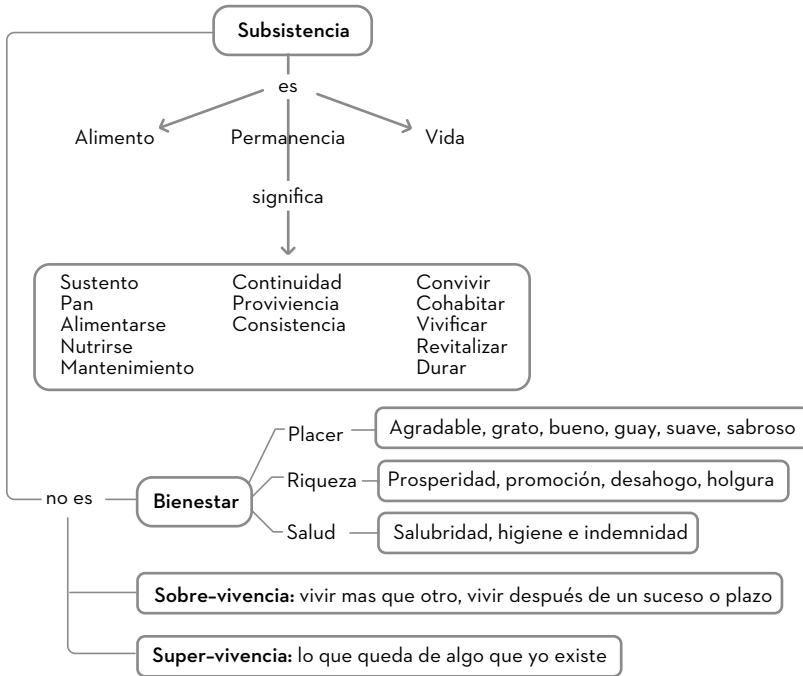 Subsistencia
es
Alimento Permanencia Vida
significa
Sustento Continuidad Convivir
Pan Proviviencia Cohabitar
Alimentarse Consistencia Vivificar
Nutrirse Revitalizar
Mantenimiento Durar
Placer Agradable, grato, bueno, guay, suave, sabroso
Riqueza Prosperidad, promoción, desahogo, holgura
no es Bienestar
Salud Salubridad, higiene e indemnidad
Sobre-vivencia: vivir mas que otro, vivir después de un suceso o plazo
Super-vivencia: lo que queda de algo que yo existe